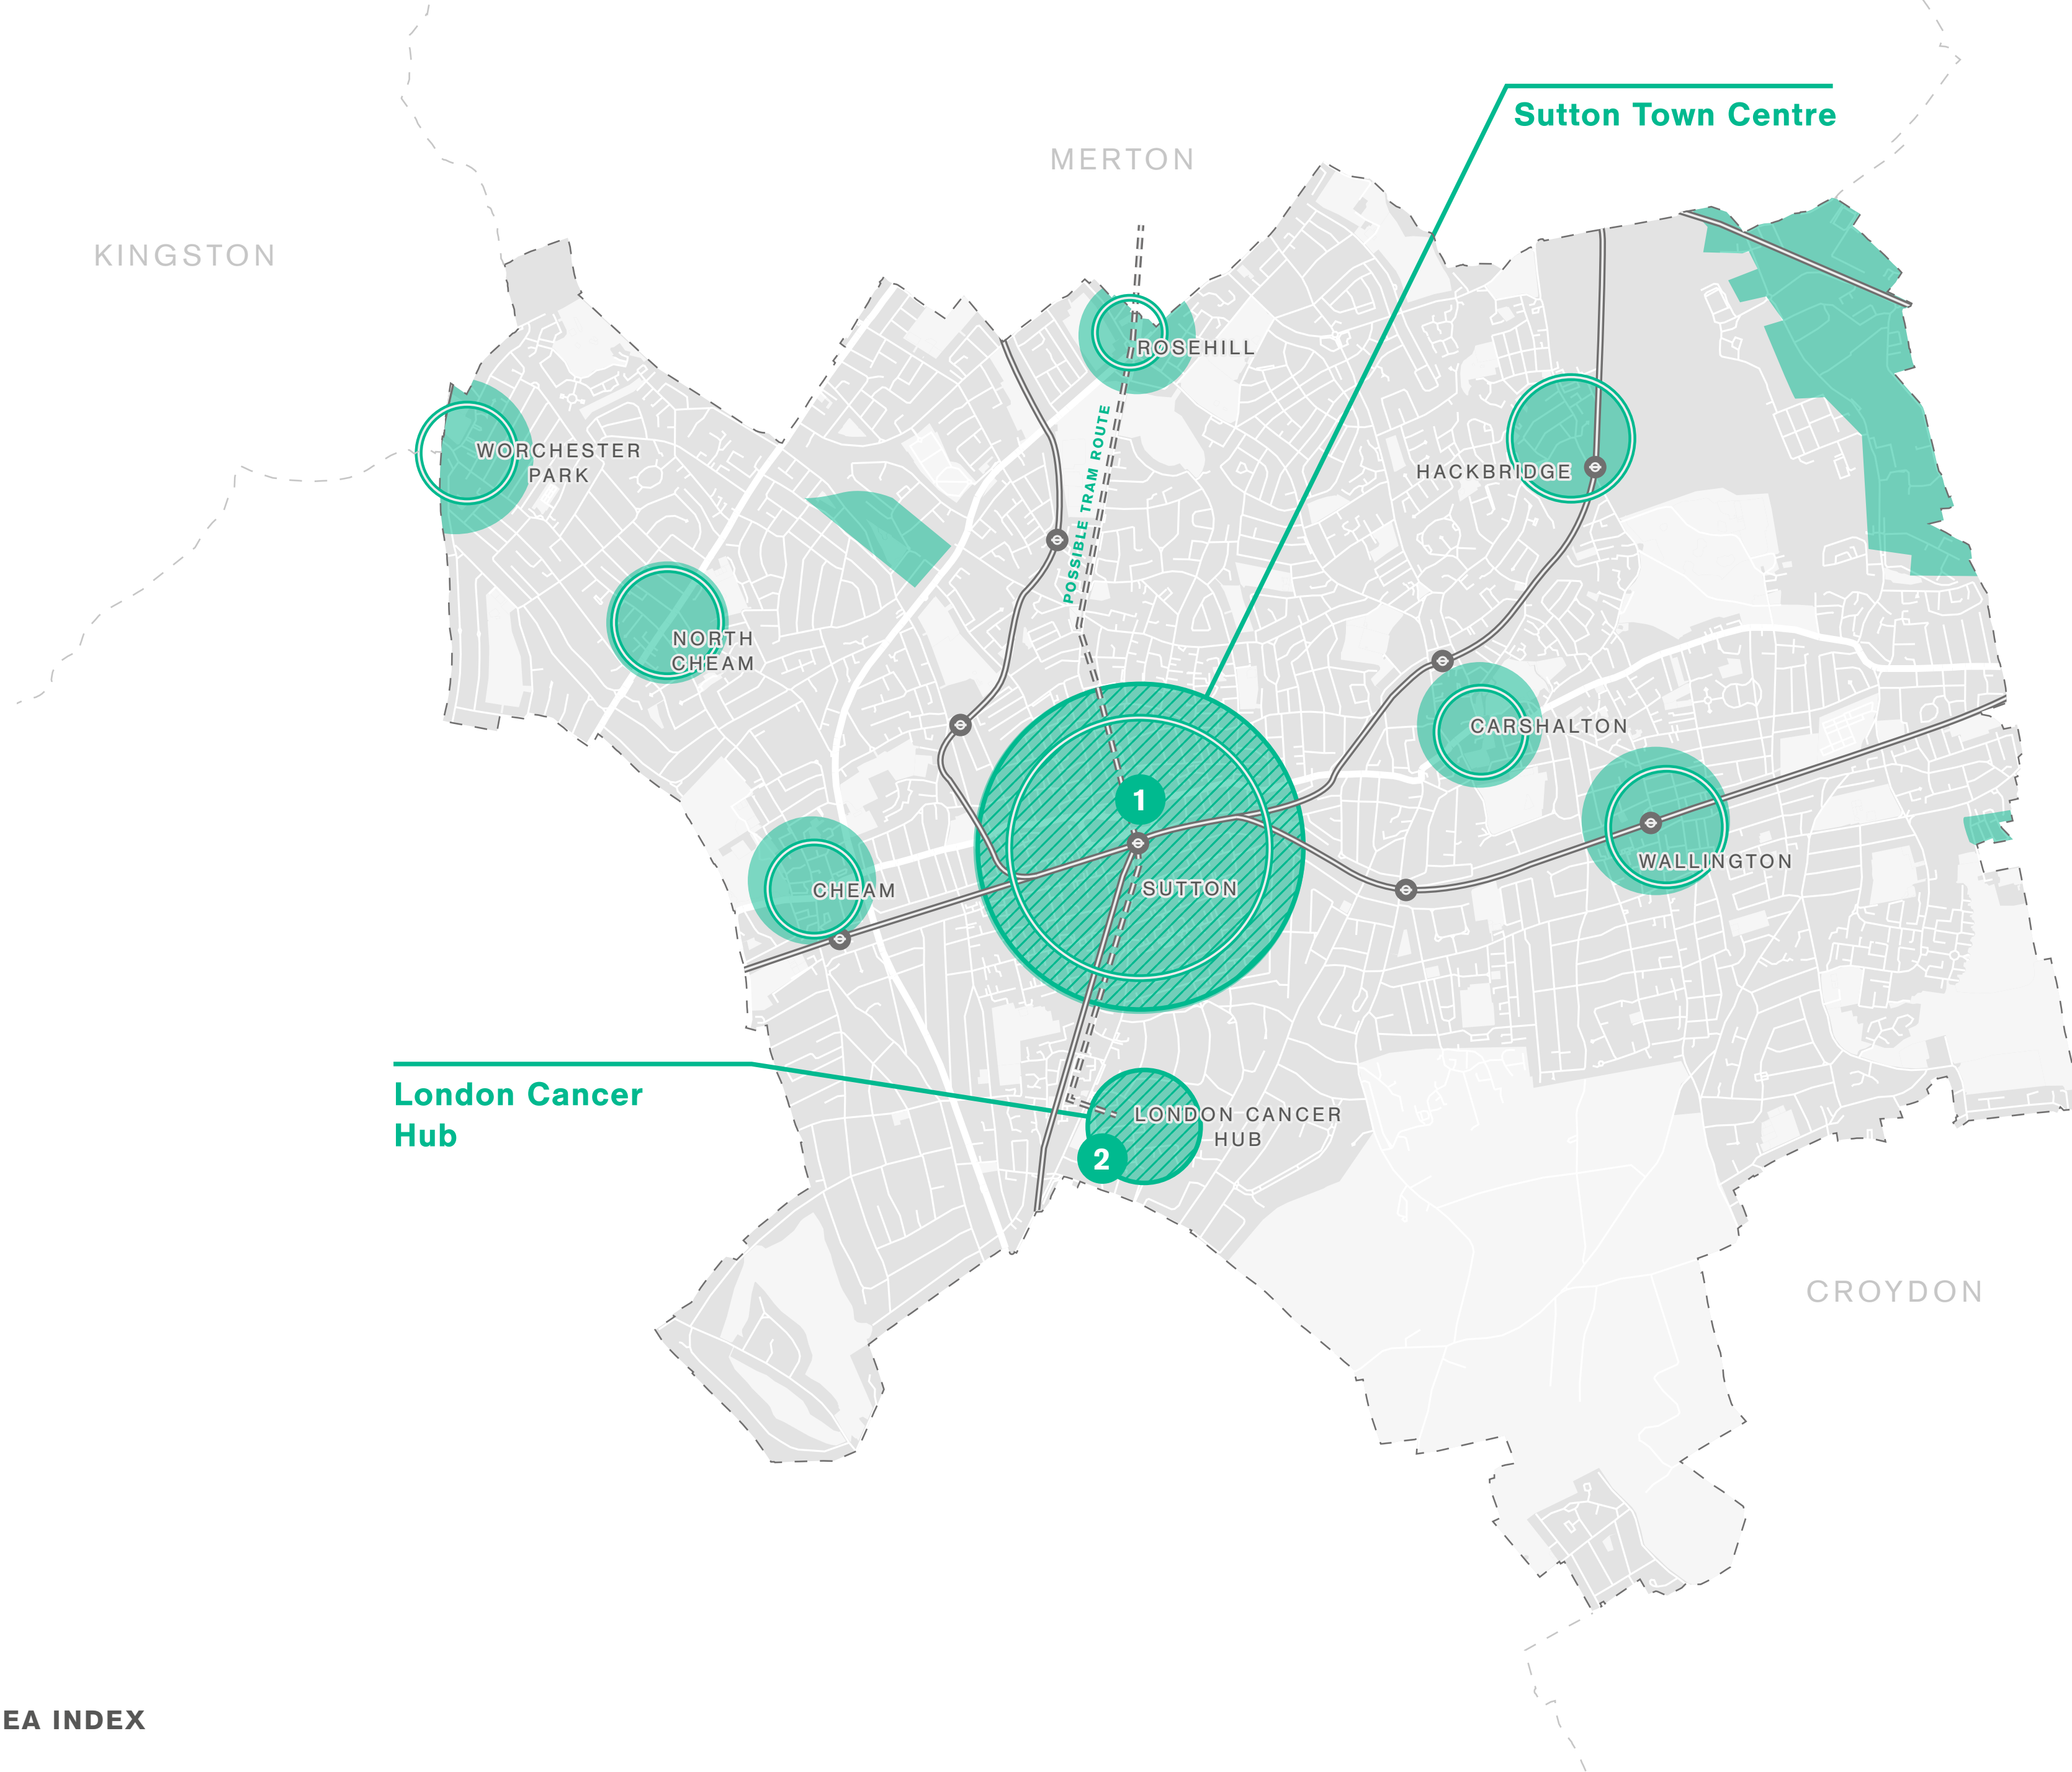 Sutton Town Centre
MERTON
KINGSTON
ROSEHILL
POSSIBLE TRAM ROUTE
WORCHESTER
PARK
HACKBRIDGE
NORTH
CHEAM
CARSHALTON
1
WALLINGTON
CHEAM
SUTTON
London Cancer
Hub
LONDON CANCER
HUB
2
CROYDON
EA INDEX